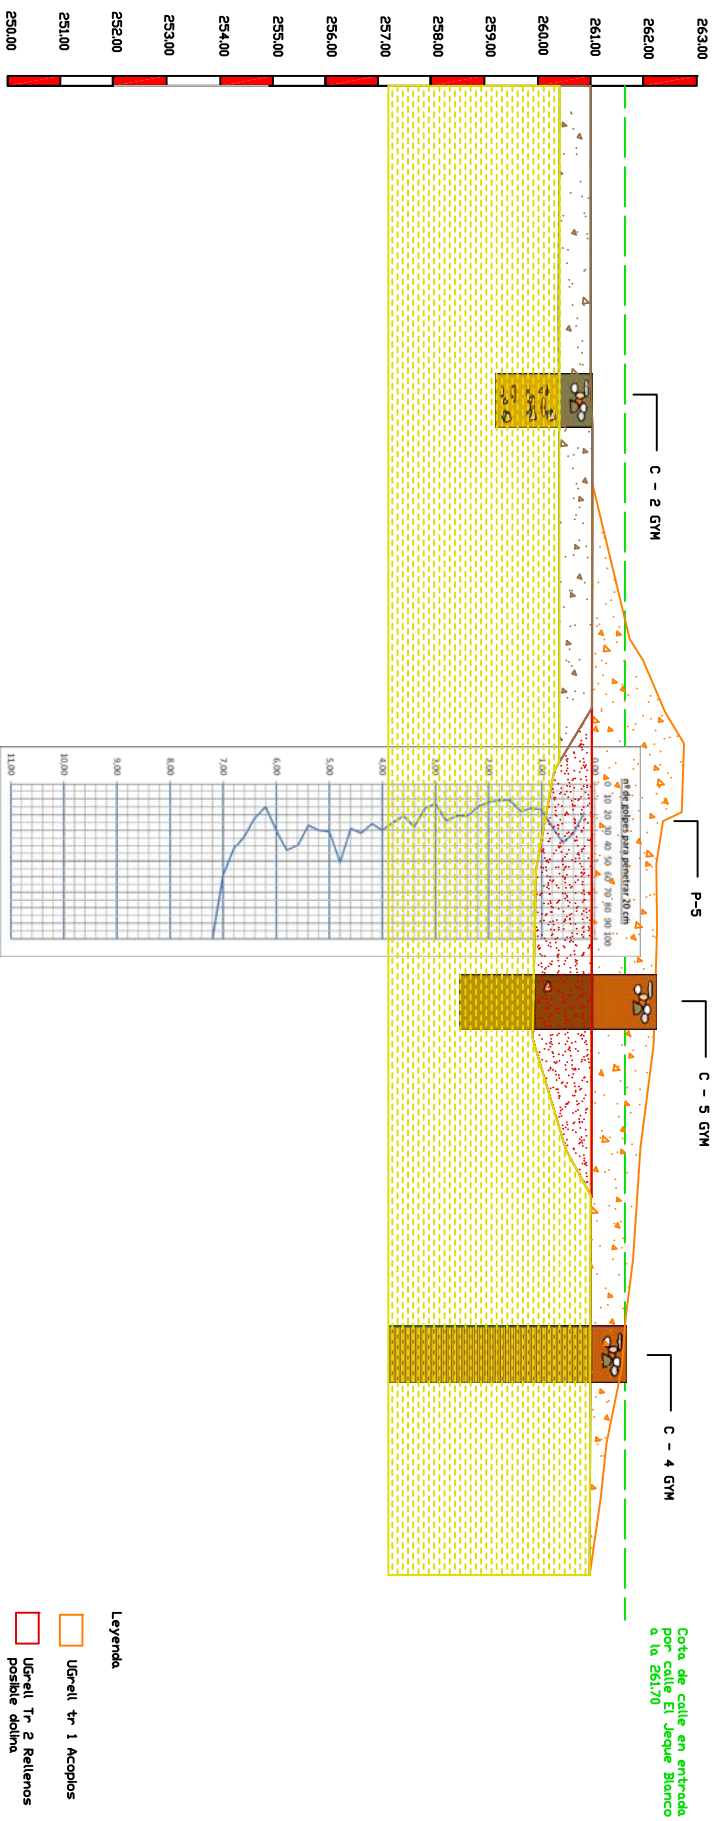 263.00
262.00
261.00
260.00
259.00
258.00
257.00
256.00
255.00
254.00
253.00
252.00
251.00
250.00
C - 2 GYM
P-5
C - 5 GYM
C - 4 GYM
nº de golpes para penetrar 20 cm
0 10 20 30 40 50 60 70 80 90 100
0,00
1,00
2,00
3,00
4,00
5,00
6,00
7,00
8,00
9,00
10,00
11,00
Cota de calle en entrada
por calle El Jeque Blanco
a la 261.70
Leyenda
UGrell tr 1 Acopios
UGrell Tr 2 Rellenos
posible dolina